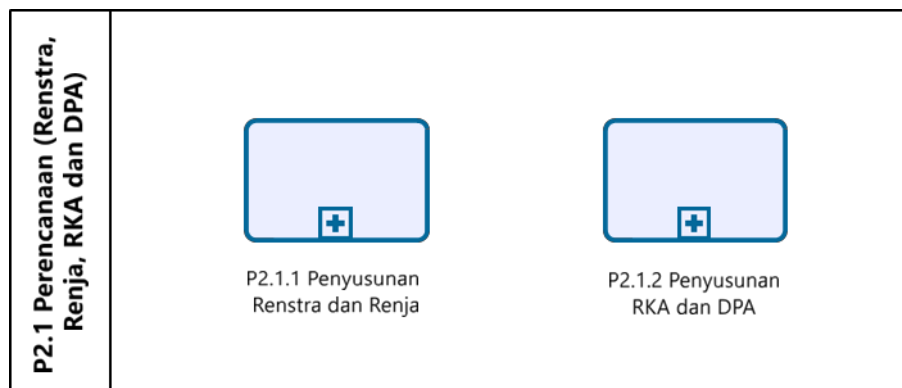 P2.1 Perencanaan (Renstra,
Renja, RKA dan DPA)
P2.1.1 Penyusunan
Renstra dan Renja
P2.1.2 Penyusunan
RKA dan DPA